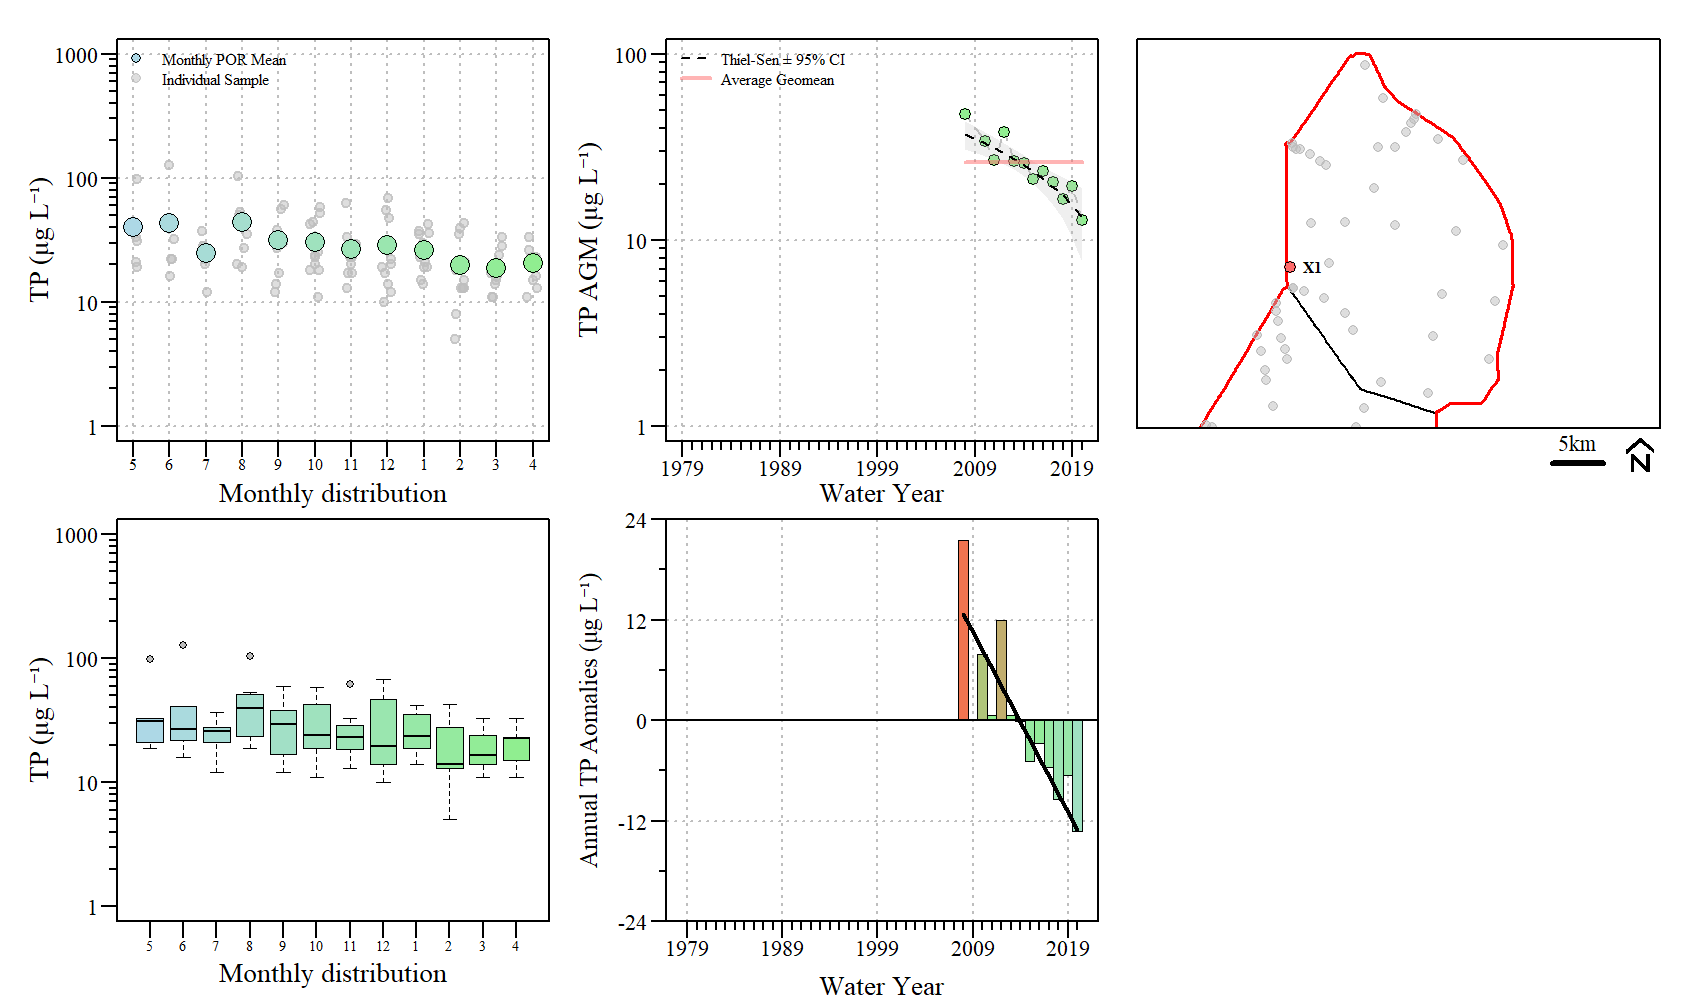 1000
100
10
1
TP (µg L⁻¹)
Monthly POR Mean
Individual Sample
5 6 7 8 9 10 11 12 1 2 3 4
Monthly distribution
100
10
1
TP AGM (µg L⁻¹)
Thiel-Sen ± 95% CI
Average Geomean
1979 1989 1999 2009 2019
Water Year
X1
5km
N
1000
100
10
1
TP (µg L⁻¹)
5 6 7 8 9 10 11 12 1 2 3 4
Monthly distribution
24
12
0
-12
-24
Annual TP Aomalies (µg L⁻¹)
1979 1989 1999 2009 2019
Water Year